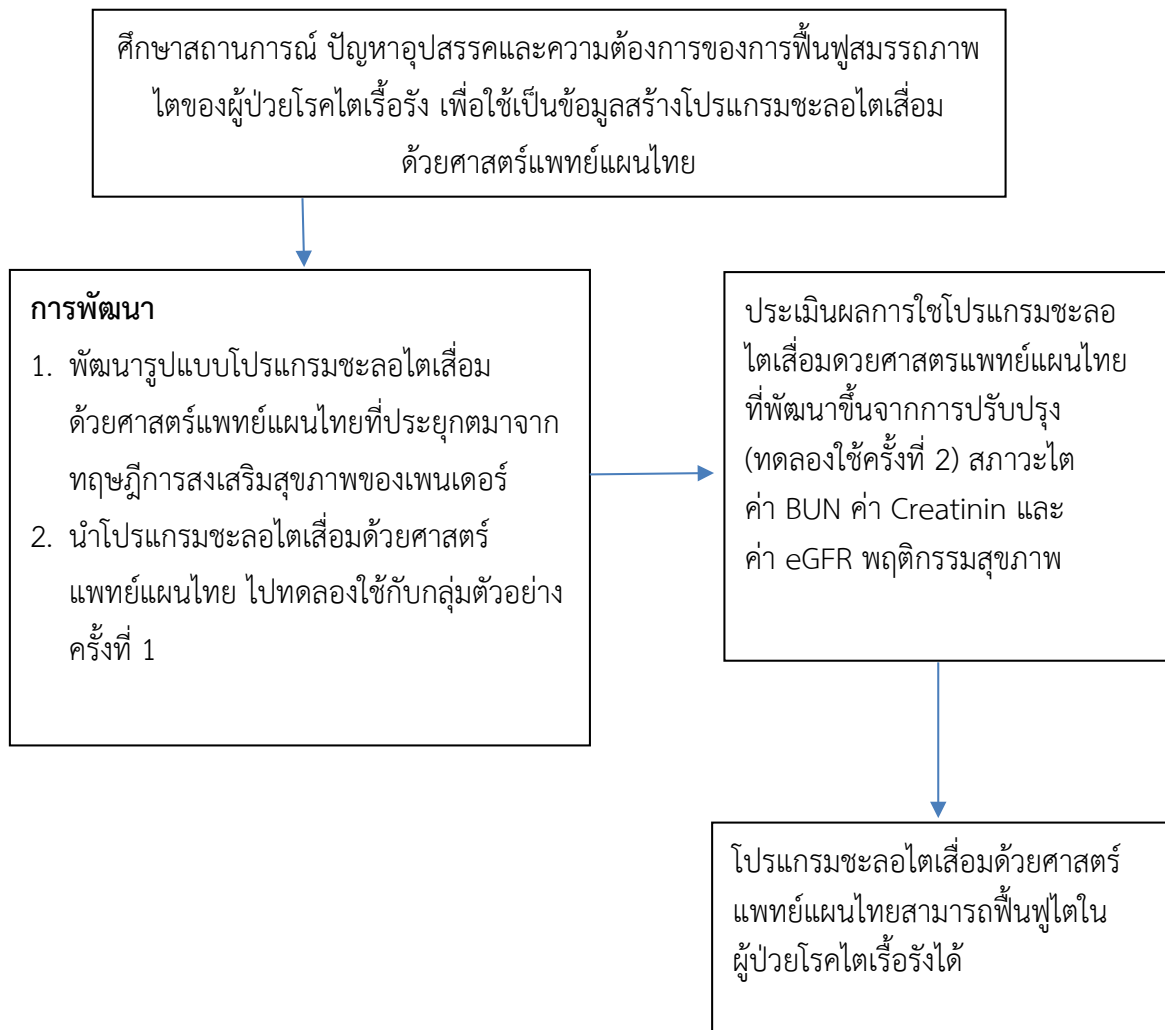 ศึกษาสถานการณ์ ปัญหาอุปสรรคและความต้องการของการฟื้นฟูสมรรถภาพ
ไตของผู้ป่วยโรคไตเรื้อรัง เพื่อใช้เป็นข้อมูลสร้างโปรแกรมชะลอไตเสื่อม
ด้วยศาสตร์แพทย์แผนไทย
การพัฒนา
1. พัฒนารูปแบบโปรแกรมชะลอไตเสื่อม
ด้วยศาสตร์แพทย์แผนไทยที่ประยุกตมาจาก
ทฤษฎีการสงเสริมสุขภาพของเพนเดอร์
2. นำโปรแกรมชะลอไตเสื่อมด้วยศาสตร์
แพทย์แผนไทย ไปทดลองใช้กับกลุ่มตัวอย่าง
ครั้งที่ 1
ประเมินผลการใชโปรแกรมชะลอ
ไตเสื่อมดวยศาสตรแพทย์แผนไทย
ที่พัฒนาขึ้นจากการปรับปรุง
(ทดลองใช้ครั้งที่ 2) สภาวะไต
ค่า BUN ค่า Creatinin และ
ค่า eGFR พฤติกรรมสุขภาพ
โปรแกรมชะลอไตเสื่อมด้วยศาสตร์
แพทย์แผนไทยสามารถฟื้นฟูไตใน
ผู้ป่วยโรคไตเรื้อรังได้